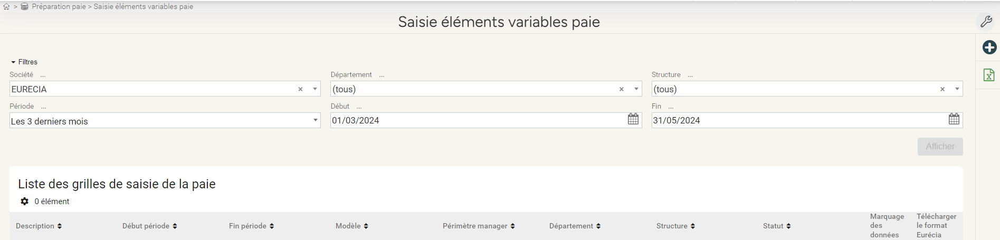 > Préparation paie > Saisie éléments variables paie
Saisie éléments variables paie
Filtres
Société ... Département ... Structure ...
EURECIA × (tous) × (tous) ×
Période ... Début ... Fin ...
Les 3 derniers mois 01/03/2024 31/05/2024
Afficher
Liste des grilles de saisie de la paie
0 élément
Description Début période Fin période Modèle Périmètre manager Département Structure Statut
Marquage
des
données
Télécharger
le format
Eurécia